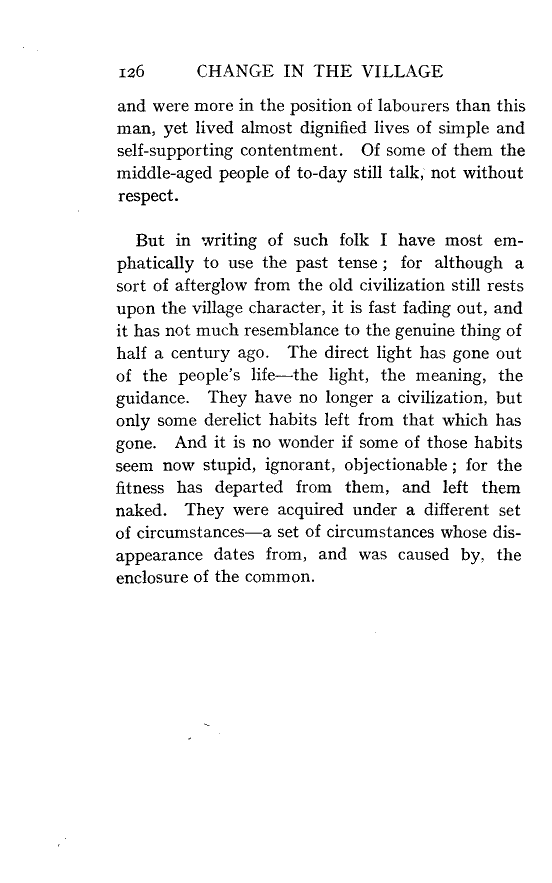 126 CHANGE IN THE VILLAGE
and were more in the position of labourers than this
man, yet lived almost dignified lives of simple and
self-supporting contentment. Of some of them the
middle-aged people of to-day still talk, not without
respect.
But in writing of such folk I have most em-
phatically to use the past tense ; for although a
sort of afterglow from the old civilization still rests
upon the village character, it is fast fading out, and
it has not much resemblance to the genuine thing of
half a century ago. The direct light has gone out
of the people's life—the light, the meaning, the
guidance. They have no longer a civilization, but
only some derelict habits left from that which has
gone. And it is no wonder if some of those habits
seem now stupid, ignorant, objectionable ; for the
fitness has departed from them, and left them
naked. They were acquired under a different set
of circumstances—a set of circumstances whose dis-
appearance dates from, and was caused by, the
enclosure of the common.